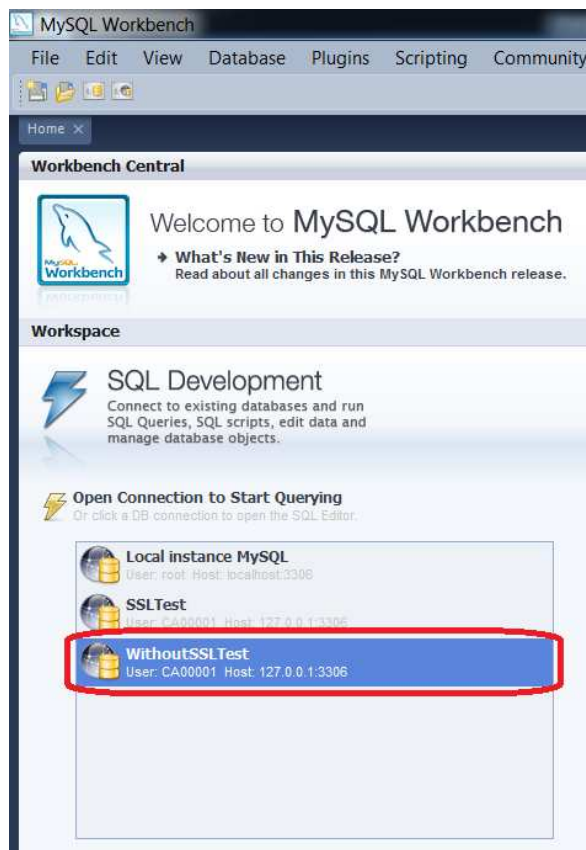 MySQL Workbench
File Edit View Database Plugins Scripting Community
Home
Workbench Central
MySQL
Workbench
Welcome to MySQL Workbench
What's New in This Release?
Read about all changes in this MySQL Workbench release.
Workspace
SQL Development
Connect to existing databases and run
SQL Queries, SQL scripts, edit data and
manage database objects.
Open Connection to Start Querying
Or click a DB connection to open the SQL Editor.
Local instance MySQL
User: root Host: localhost:3306
SSLTest
User: CA00001 Host: 127.0.0.1:3306
WithoutSSLTest
User: CA00001 Host: 127.0.0.1:3306